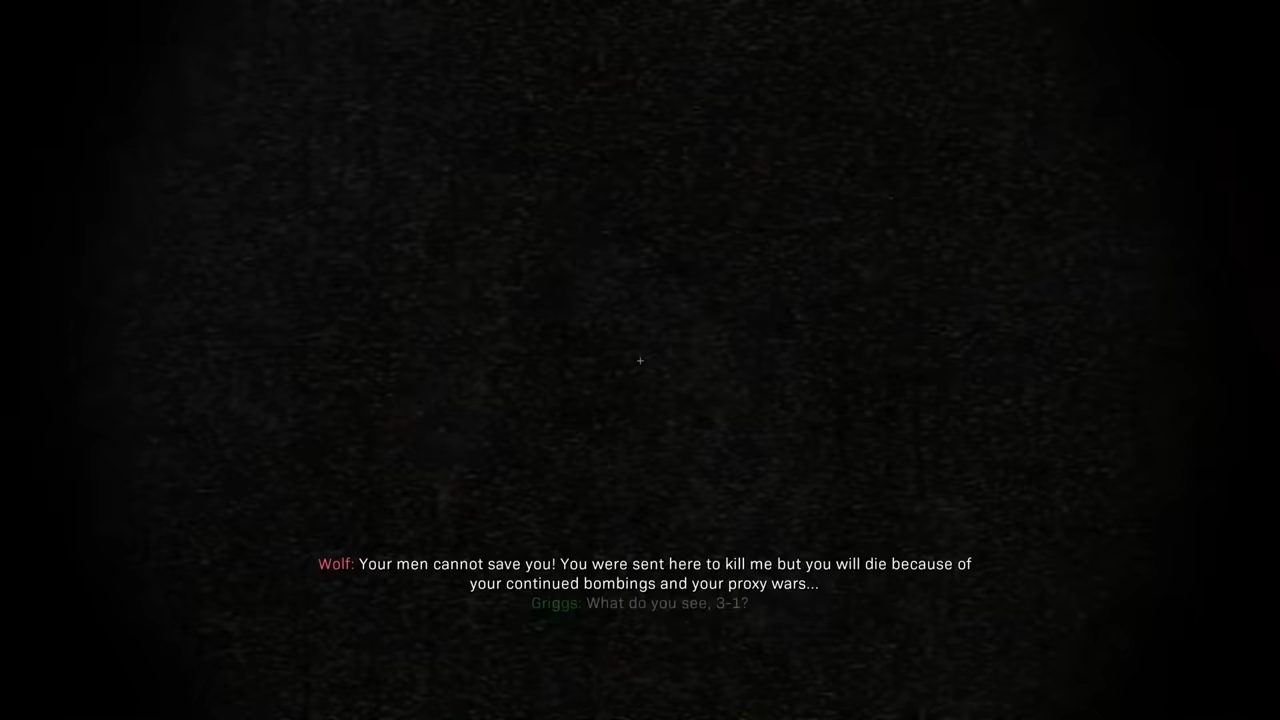 Wolf: Your men cannot save you! You were sent here to kill me but you will die because of
your continued bombings and your proxy wars...
Griggs: What do you see, 3-1?